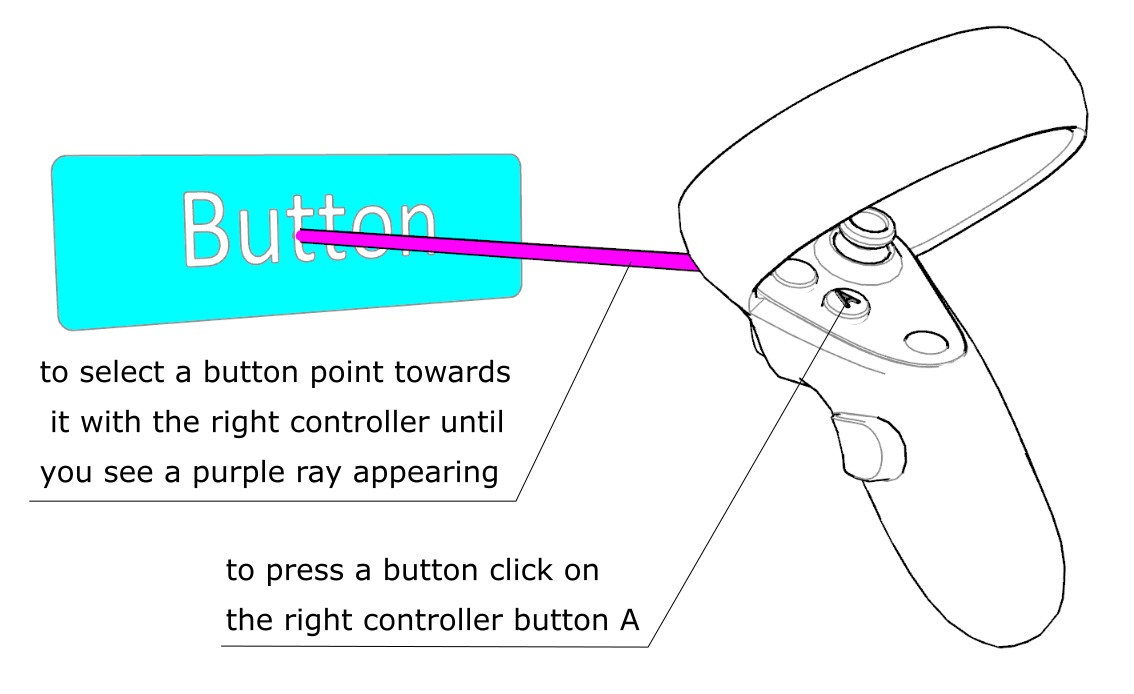 Button
A
to select a button point towards
it with the right controller until
you see a purple ray appearing
to press a button click on
the right controller button A